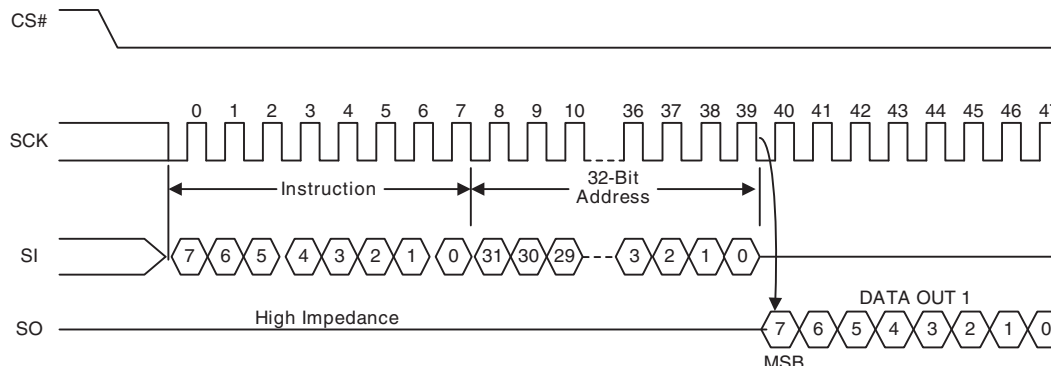 CS#
0 1 2 3 4 5 6 7 8 9 10 36 37 38 39 40 41 42 43 44 45 46 47
SCK
Instruction
32-Bit
Address
SI 7 6 5 4 3 2 1 0 31 30 29 3 2 1 0
DATA OUT 1
High Impedance
SO 7 6 5 4 3 2 1 0
MSB